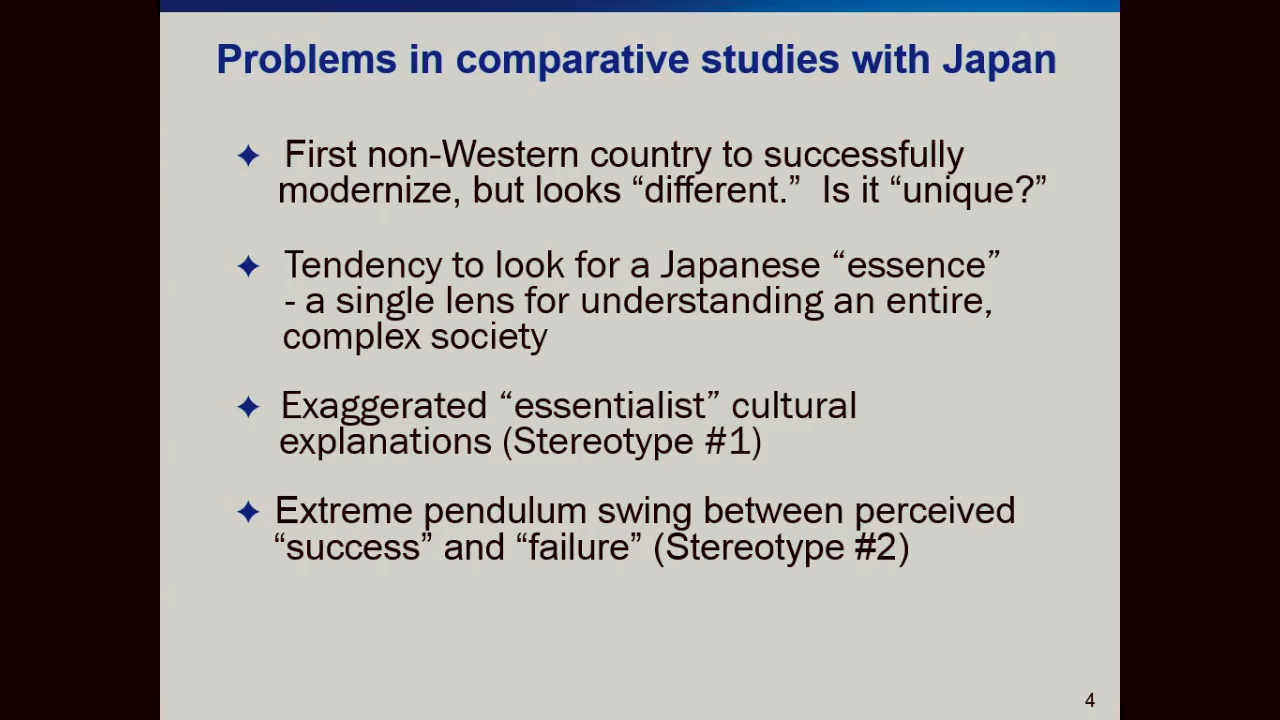 Problems in comparative studies with Japan
First non-Western country to successfully
modernize, but looks “different.”  Is it “unique?”
Tendency to look for a Japanese “essence”
- a single lens for understanding an entire,
complex society
Exaggerated “essentialist” cultural
explanations (Stereotype #1)
Extreme pendulum swing between perceived
“success” and “failure” (Stereotype #2)
4